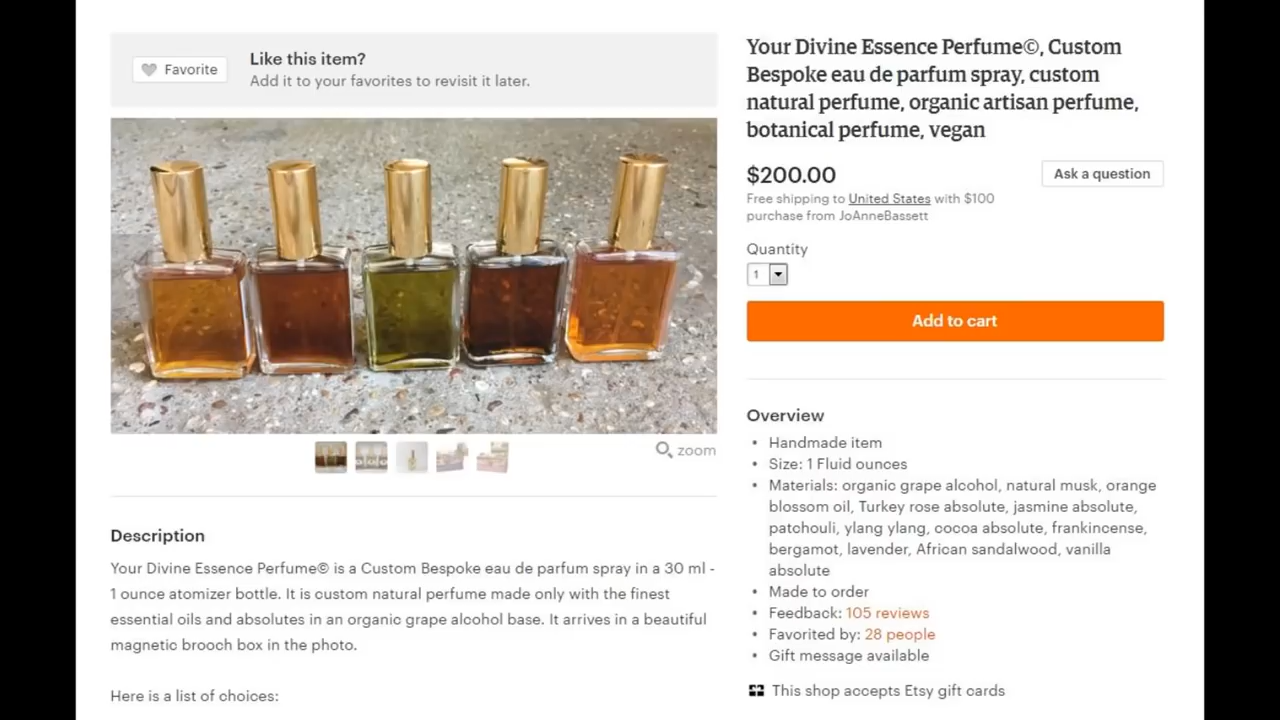 Favorite
Like this item?
Add it to your favorites to revisit it later.
zoom
Description
Your Divine Essence Perfume© is a Custom Bespoke eau de parfum spray in a 30 ml -
1 ounce atomizer bottle. It is custom natural perfume made only with the finest
essential oils and absolutes in an organic grape alcohol base. It arrives in a beautiful
magnetic brooch box in the photo.
Here is a list of choices:
Your Divine Essence Perfume©, Custom
Bespoke eau de parfum spray, custom
natural perfume, organic artisan perfume,
botanical perfume, vegan
$200.00
Ask a question
Free shipping to United States with $100
purchase from JoAnneBassett
Quantity
1
Add to cart
Overview
• Handmade item
• Size: 1 Fluid ounces
• Materials: organic grape alcohol, natural musk, orange
blossom oil, Turkey rose absolute, jasmine absolute,
patchouli, ylang ylang, cocoa absolute, frankincense,
bergamot, lavender, African sandalwood, vanilla
absolute
• Made to order
• Feedback: 105 reviews
• Favorited by: 28 people
• Gift message available
This shop accepts Etsy gift cards